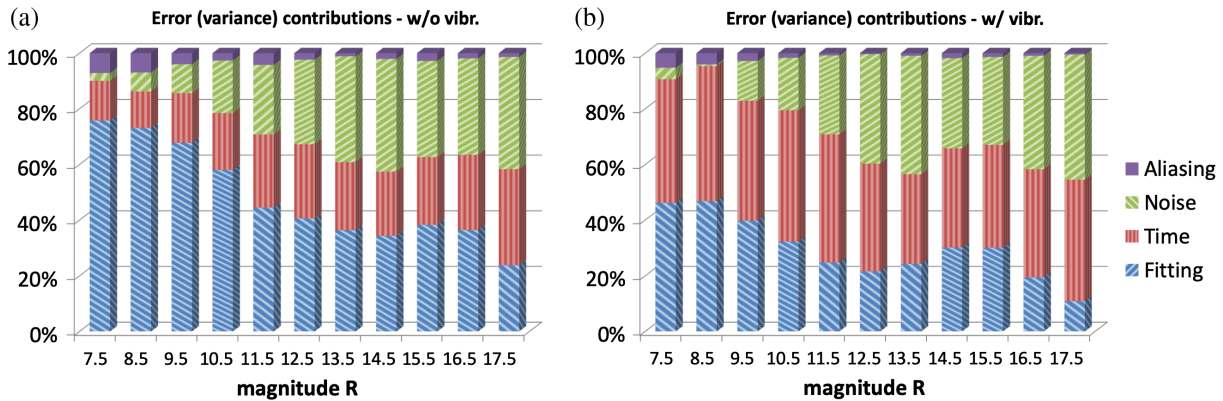 (a)
Error (variance) contributions - w/o vibr.
100%
80%
60%
40%
20%
0%
7.5 8.5 9.5 10.5 11.5 12.5 13.5 14.5 15.5 16.5 17.5
magnitude R
(b)
Error (variance) contributions - w/ vibr.
100%
80%
60%
40%
20%
0%
7.5 8.5 9.5 10.5 11.5 12.5 13.5 14.5 15.5 16.5 17.5
magnitude R
Aliasing
Noise
Time
Fitting